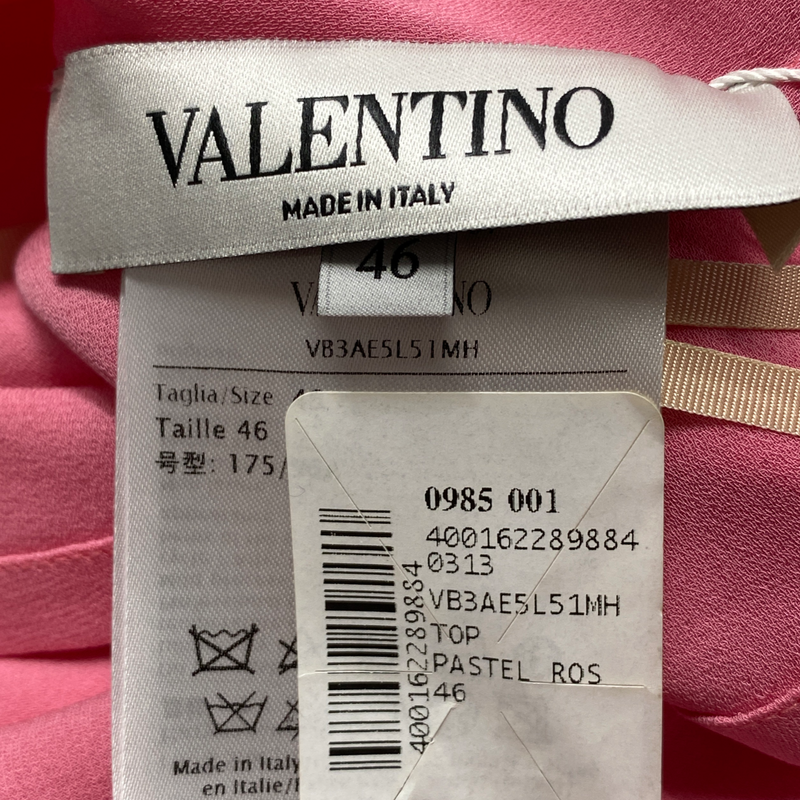 VALENTINO
MADE IN ITALY
46
VB3AE5L51MH
Taglia/Size
Taille 46
号型: 175/
0985 001
400162289884
0313
VB3AE5L51MH
TOP
PASTEL ROS
46
400162289884
Made in Italy
en Italie/